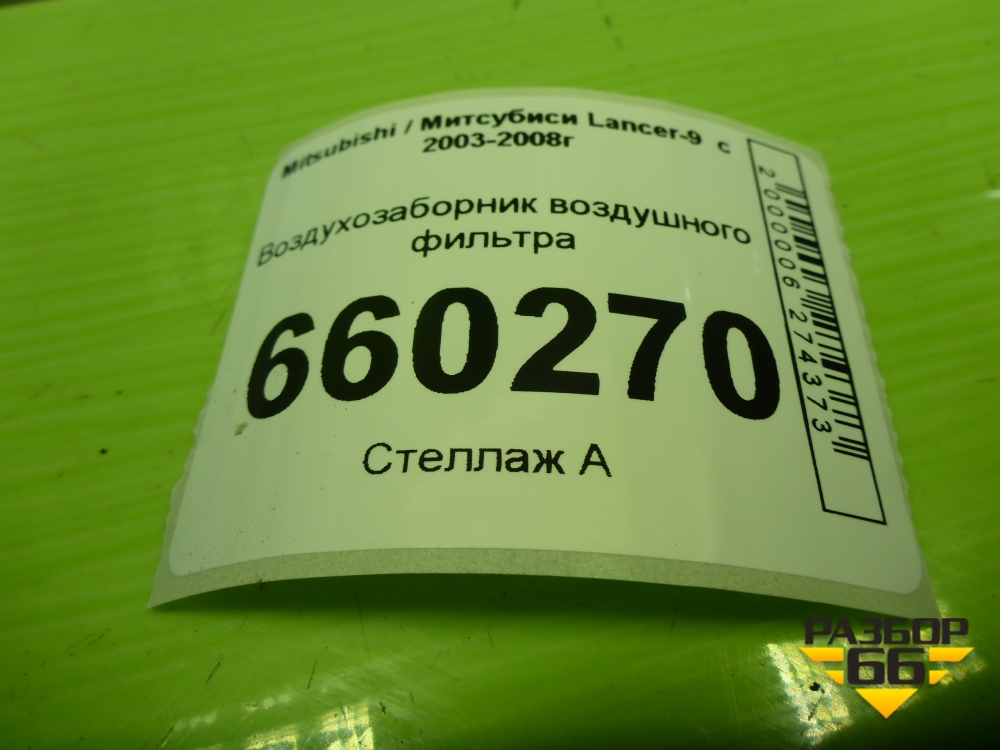 Mitsubishi / Митсубиси Lancer-9 с
2003-2008г
Воздухозаборник воздушного
фильтра
660270
Стеллаж А
2000006274373
РАЗБОР
66